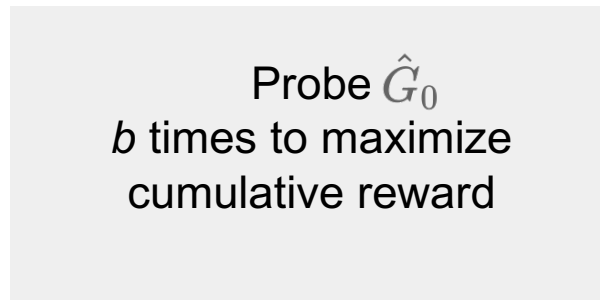 Probe Ĝ₀
b times to maximize
cumulative reward